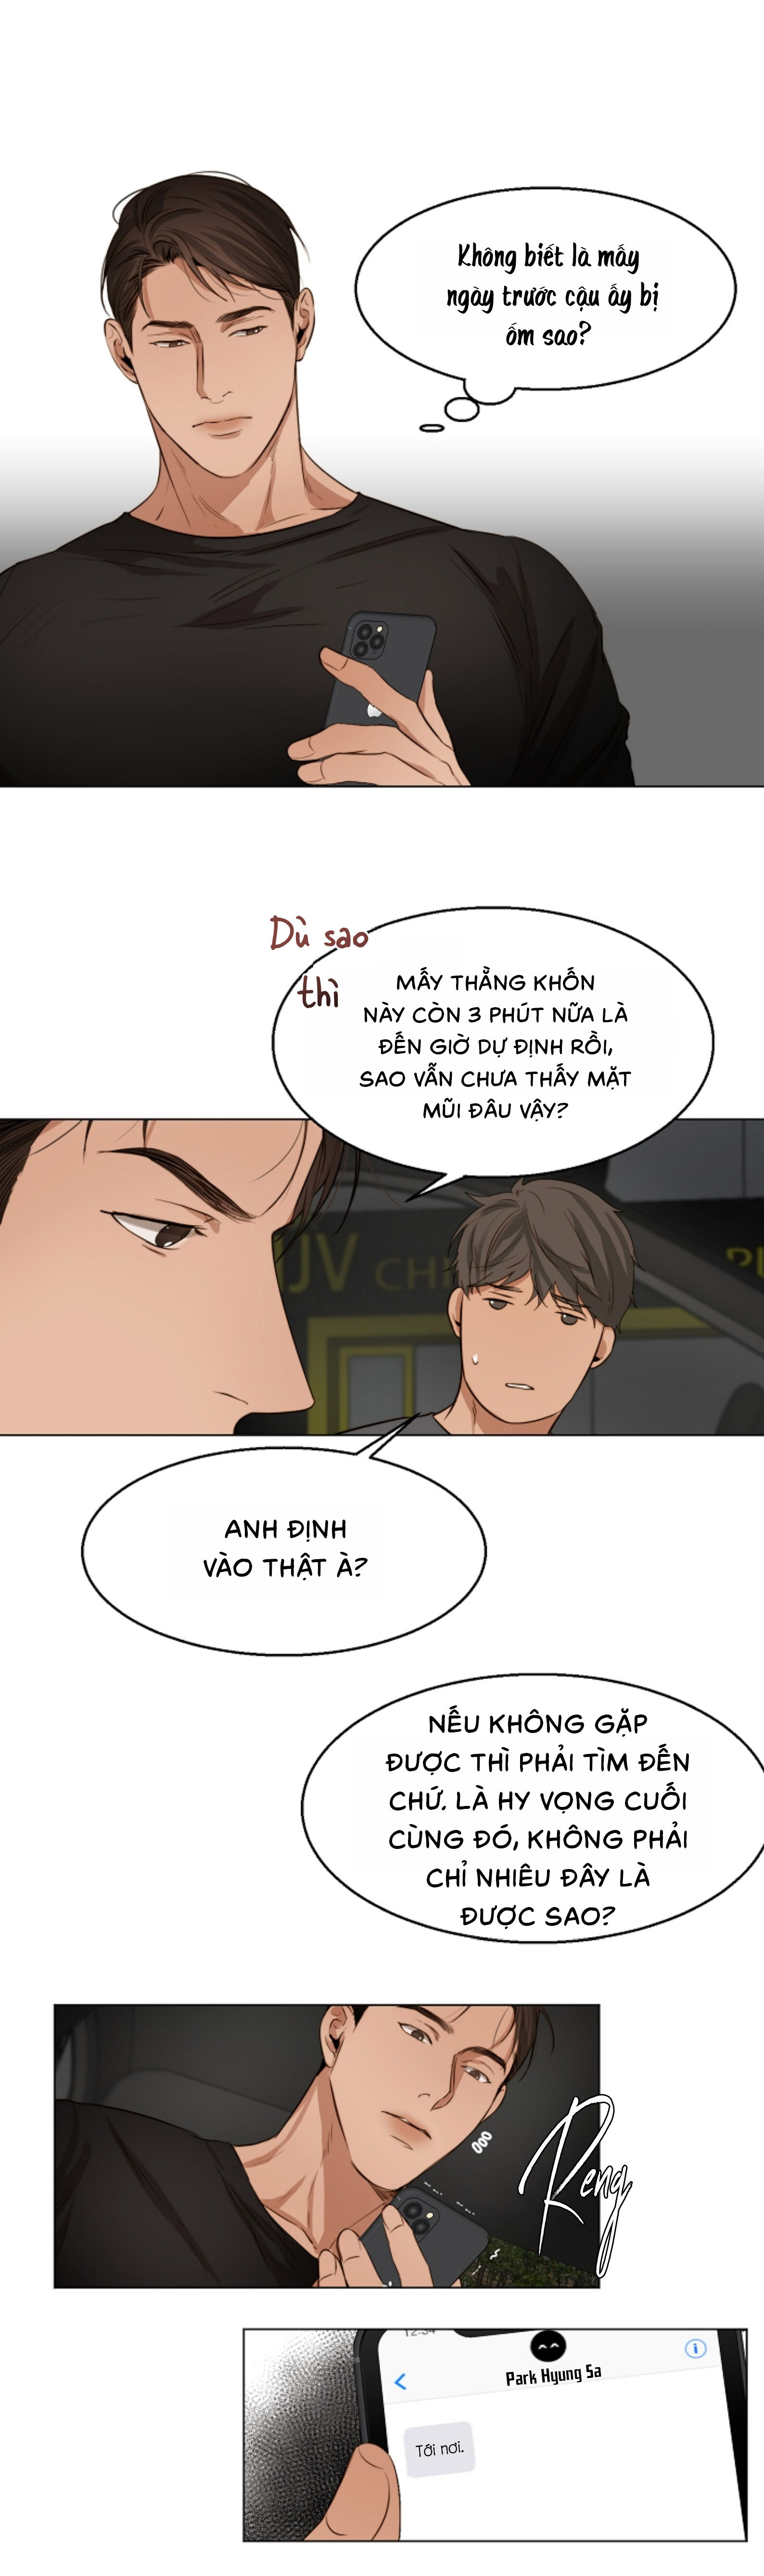 Không biết là mấy
ngày trước cậu ấy bị
ốm sao?
Dù sao
thì
MẤY THẰNG KHỐN
NÀY CÒN 3 PHÚT NỮA LÀ
ĐẾN GIỜ DỰ ĐỊNH RỒI,
SAO VẪN CHƯA THẤY MẶT
MŨI ĐÂU VẬY?
ANH ĐỊNH
VÀO THẬT À?
NẾU KHÔNG GẶP
ĐƯỢC THÌ PHẢI TÌM ĐẾN
CHỨ. LÀ HY VỌNG CUỐI
CÙNG ĐÓ, KHÔNG PHẢI
CHỈ NHIÊU ĐÂY LÀ
ĐƯỢC SAO?
Reng
Park Hyung Sa
Tới nơi.